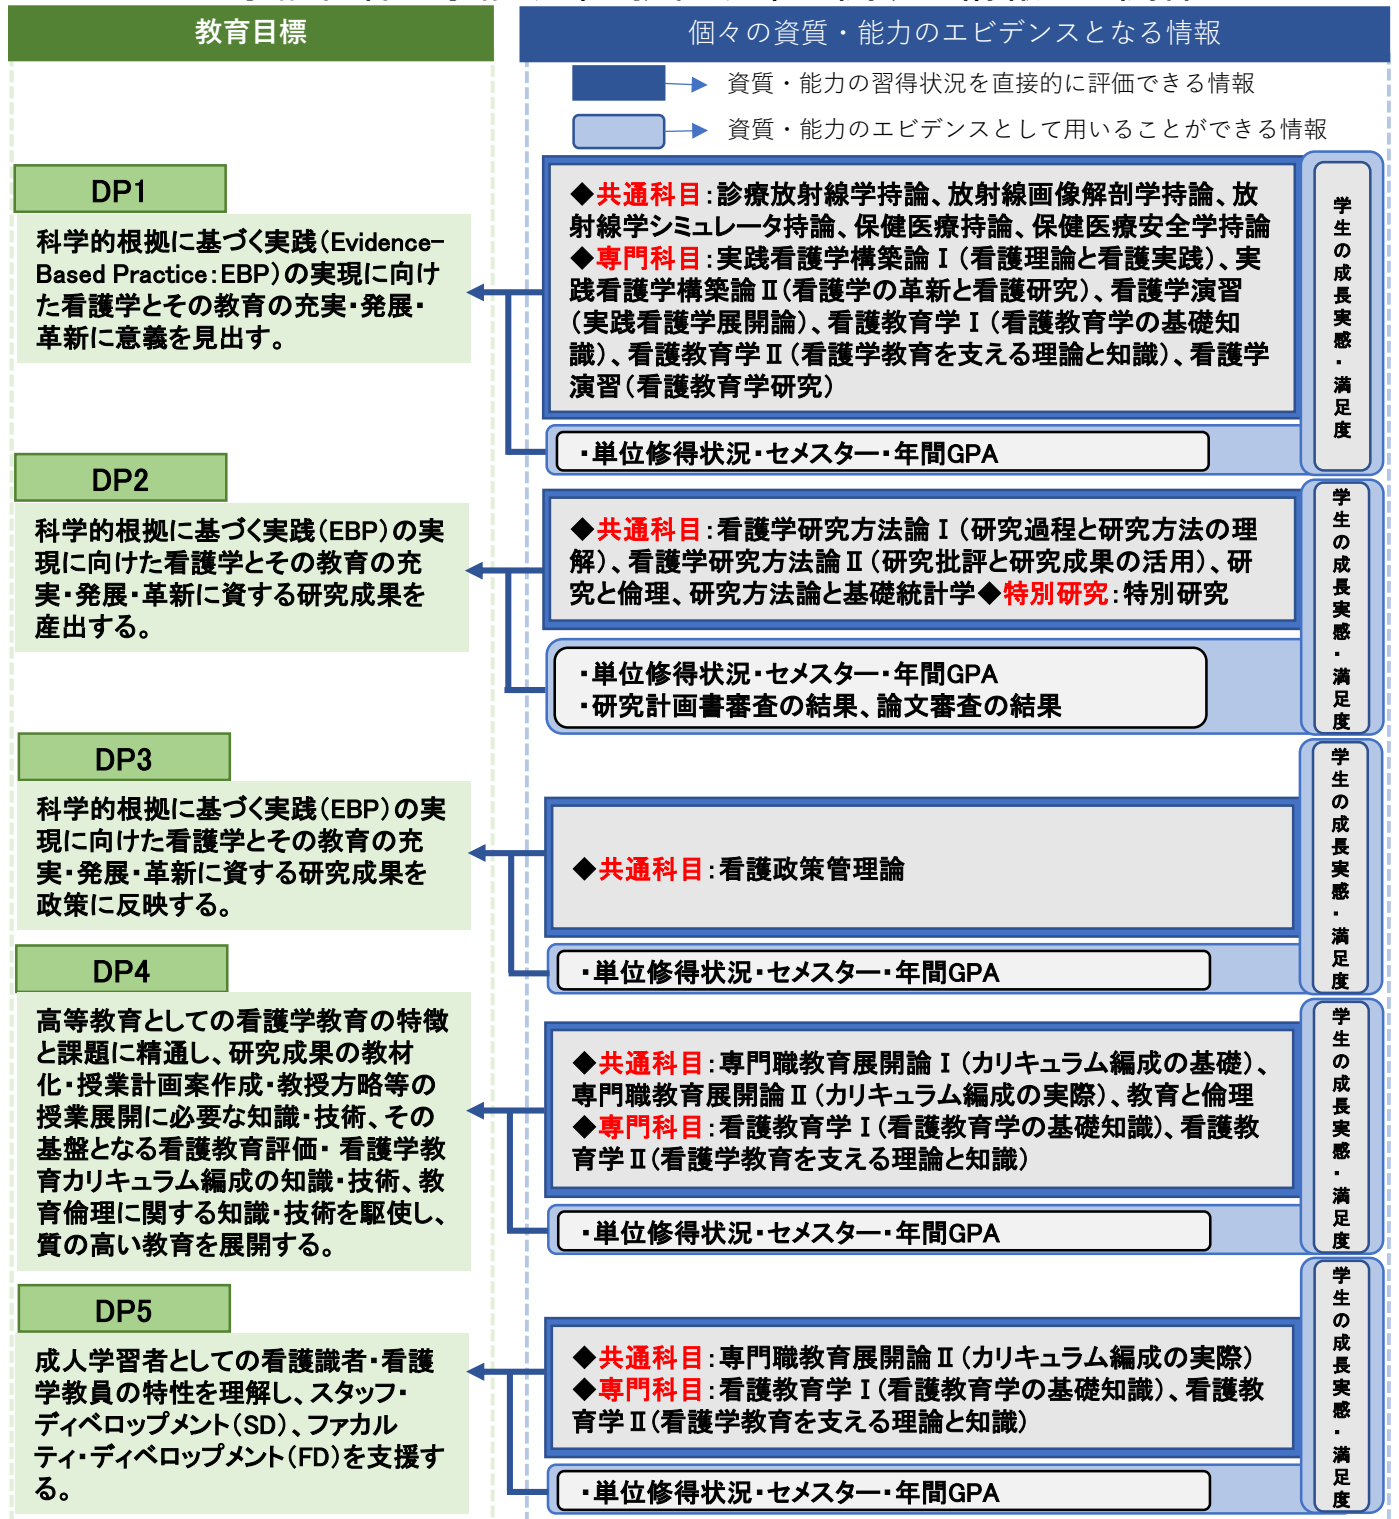 教育目標
個々の資質・能力のエビデンスとなる情報
資質・能力の習得状況を直接的に評価できる情報
資質・能力のエビデンスとして用いることができる情報
DP1
科学的根拠に基づく実践(Evidence-
Based Practice:EBP)の実現に向け
た看護学とその教育の充実・発展・
革新に意義を見出す。
◆共通科目:診療放射線学持論、放射線画像解剖学持論、放
射線学シミュレータ持論、保健医療持論、保健医療安全学持論
◆専門科目:実践看護学構築論Ⅰ(看護理論と看護実践)、実
践看護学構築論Ⅱ(看護学の革新と看護研究)、看護学演習
(実践看護学展開論)、看護教育学Ⅰ(看護教育学の基礎知
識)、看護教育学Ⅱ(看護学教育を支える理論と知識)、看護学
演習(看護教育学研究)
・単位修得状況・セメスター・年間GPA
学生の成長実感・満足度
DP2
科学的根拠に基づく実践(EBP)の実
現に向けた看護学とその教育の充
実・発展・革新に資する研究成果を
産出する。
◆共通科目:看護学研究方法論Ⅰ(研究過程と研究方法の理
解)、看護学研究方法論Ⅱ(研究批評と研究成果の活用)、研
究と倫理、研究方法論と基礎統計学◆特別研究:特別研究
・単位修得状況・セメスター・年間GPA
・研究計画書審査の結果、論文審査の結果
学生の成長実感・満足度
DP3
科学的根拠に基づく実践(EBP)の実
現に向けた看護学とその教育の充
実・発展・革新に資する研究成果を
政策に反映する。
◆共通科目:看護政策管理論
・単位修得状況・セメスター・年間GPA
学生の成長実感・満足度
DP4
高等教育としての看護学教育の特徴
と課題に精通し、研究成果の教材
化・授業計画案作成・教授方略等の
授業展開に必要な知識・技術、その
基盤となる看護教育評価・ 看護学教
育カリキュラム編成の知識・技術、教
育倫理に関する知識・技術を駆使し、
質の高い教育を展開する。
◆共通科目:専門職教育展開論Ⅰ(カリキュラム編成の基礎)、
専門職教育展開論Ⅱ(カリキュラム編成の実際)、教育と倫理
◆専門科目:看護教育学Ⅰ(看護教育学の基礎知識)、看護教
育学Ⅱ(看護学教育を支える理論と知識)
・単位修得状況・セメスター・年間GPA
学生の成長実感・満足度
DP5
成人学習者としての看護識者・看護
学教員の特性を理解し、スタッフ・
ディベロップメント(SD)、ファカル
ティ・ディベロップメント(FD)を支援す
る。
◆共通科目:専門職教育展開論Ⅱ(カリキュラム編成の実際)
◆専門科目:看護教育学Ⅰ(看護教育学の基礎知識)、看護教
育学Ⅱ(看護学教育を支える理論と知識)
・単位修得状況・セメスター・年間GPA
学生の成長実感・満足度